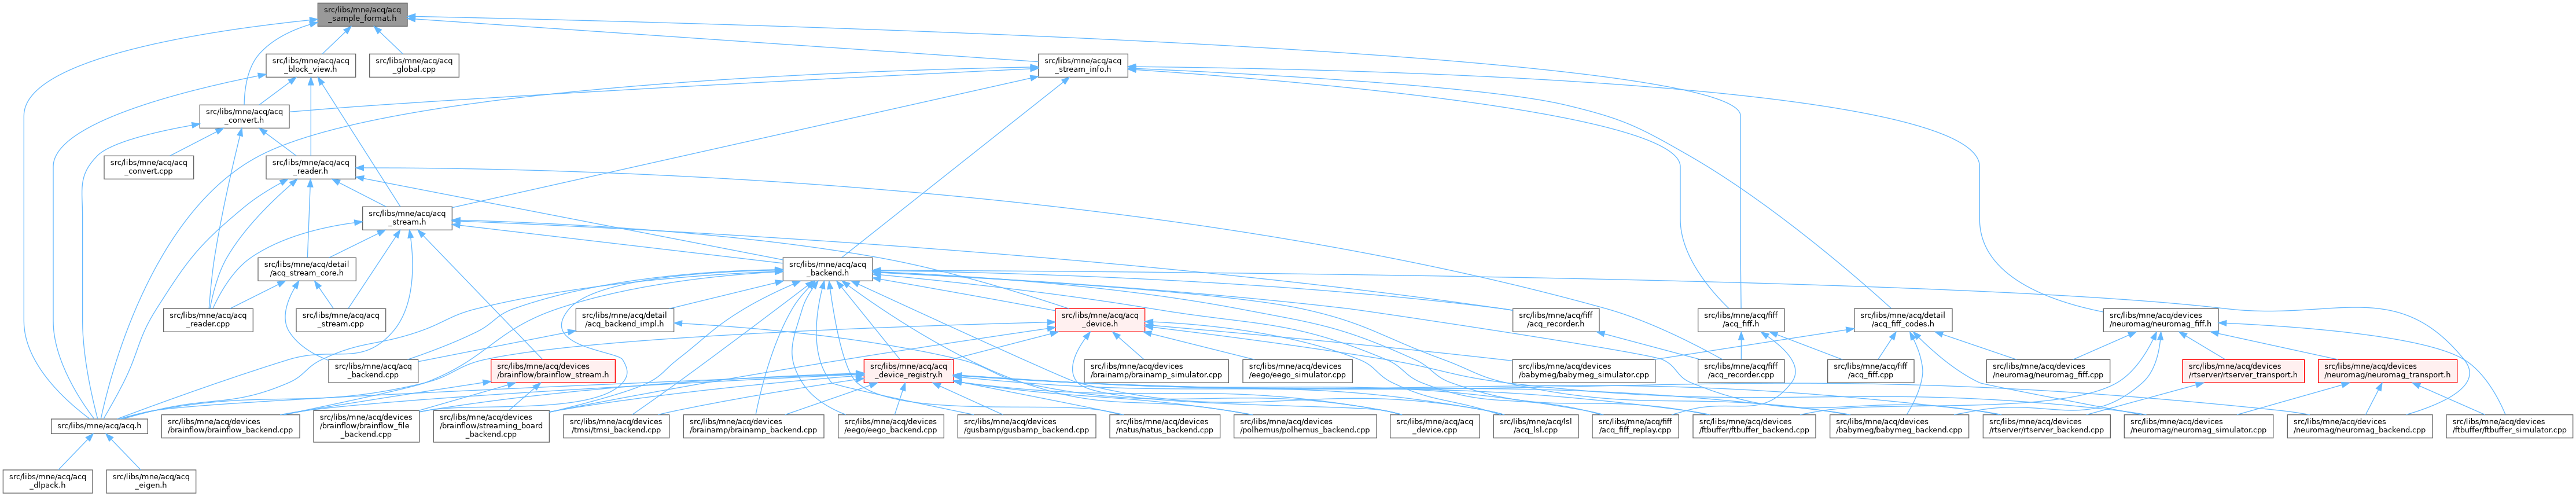 src/libs/mne/acq/acq
_sample_format.h
src/libs/mne/acq/acq
_block_view.h
src/libs/mne/acq/acq
_global.cpp
src/libs/mne/acq/acq
_stream_info.h
src/libs/mne/acq/acq
_convert.h
src/libs/mne/acq/acq
_convert.cpp
src/libs/mne/acq/acq
_reader.h
src/libs/mne/acq/acq
_stream.h
src/libs/mne/acq/detail
/acq_stream_core.h
src/libs/mne/acq/acq
_backend.h
src/libs/mne/acq/acq
_reader.cpp
src/libs/mne/acq/acq
_stream.cpp
src/libs/mne/acq/detail
/acq_backend_impl.h
src/libs/mne/acq/acq
_device.h
src/libs/mne/acq/fiff
/acq_recorder.h
src/libs/mne/acq/fiff
/acq_fiff.h
src/libs/mne/acq/detail
/acq_fiff_codes.h
src/libs/mne/acq/devices
/neuromag/neuromag_fiff.h
src/libs/mne/acq/acq
_backend.cpp
src/libs/mne/acq/devices
/brainflow/brainflow_stream.h
src/libs/mne/acq/acq
_device_registry.h
src/libs/mne/acq/devices
/brainamp/brainamp_simulator.cpp
src/libs/mne/acq/devices
/eego/eego_simulator.cpp
src/libs/mne/acq/devices
/babymeg/babymeg_simulator.cpp
src/libs/mne/acq/fiff
/acq_recorder.cpp
src/libs/mne/acq/fiff
/acq_fiff.cpp
src/libs/mne/acq/devices
/neuromag/neuromag_fiff.cpp
src/libs/mne/acq/devices
/rtserver/rtserver_transport.h
src/libs/mne/acq/devices
/neuromag/neuromag_transport.h
src/libs/mne/acq/acq.h
src/libs/mne/acq/devices
/brainflow/brainflow_backend.cpp
src/libs/mne/acq/devices
/brainflow/brainflow_file
_backend.cpp
src/libs/mne/acq/devices
/brainflow/streaming_board
_backend.cpp
src/libs/mne/acq/devices
/tmsi/tmsi_backend.cpp
src/libs/mne/acq/devices
/brainamp/brainamp_backend.cpp
src/libs/mne/acq/devices
/eego/eego_backend.cpp
src/libs/mne/acq/devices
/gusbamp/gusbamp_backend.cpp
src/libs/mne/acq/devices
/natus/natus_backend.cpp
src/libs/mne/acq/devices
/polhemus/polhemus_backend.cpp
src/libs/mne/acq/acq
_device.cpp
src/libs/mne/acq/lsl
/acq_lsl.cpp
src/libs/mne/acq/fiff
/acq_fiff_replay.cpp
src/libs/mne/acq/devices
/ftbuffer/ftbuffer_backend.cpp
src/libs/mne/acq/devices
/babymeg/babymeg_backend.cpp
src/libs/mne/acq/devices
/rtserver/rtserver_backend.cpp
src/libs/mne/acq/devices
/neuromag/neuromag_simulator.cpp
src/libs/mne/acq/devices
/neuromag/neuromag_backend.cpp
src/libs/mne/acq/devices
/ftbuffer/ftbuffer_simulator.cpp
src/libs/mne/acq/acq
_dlpack.h
src/libs/mne/acq/acq
_eigen.h